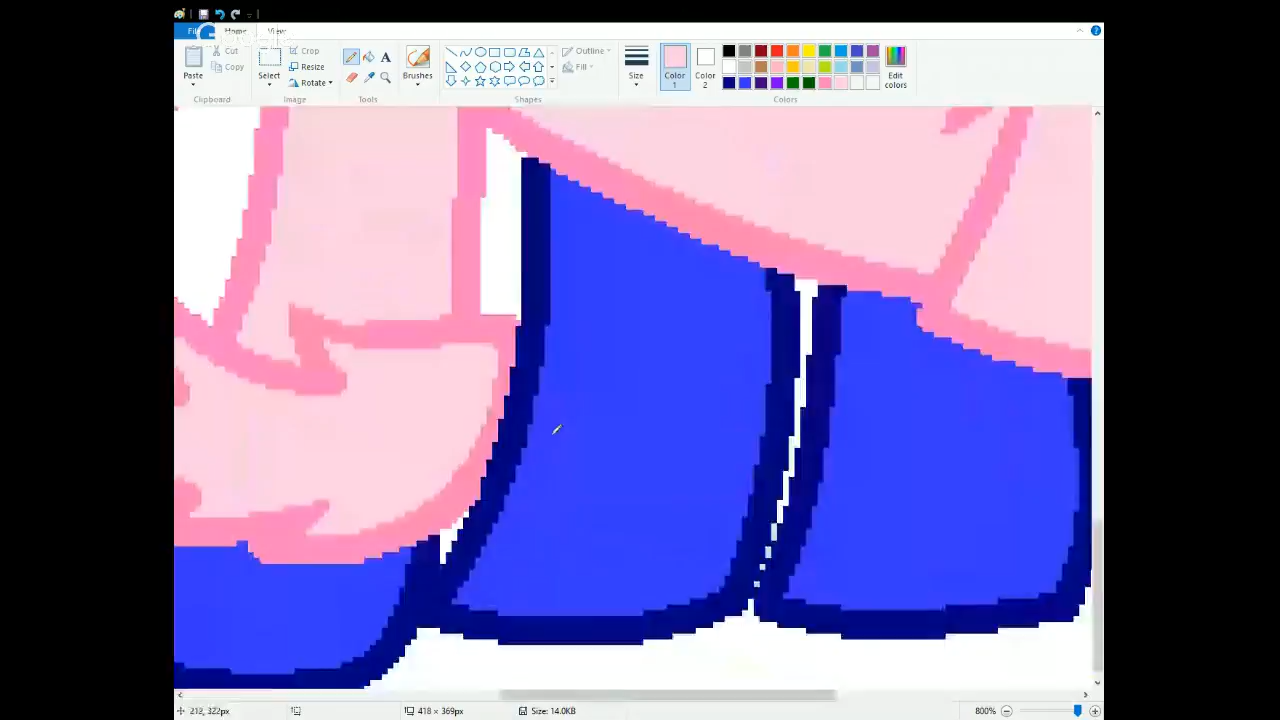 File Home View
Paste
Cut
Copy
Clipboard
Select
Crop
Resize
Rotate
Image
Tools
Brushes
Outline
Fill
Shapes
Size
Color 1
Color 2
Edit colors
Colors
213, 322px
418 × 369px
Size: 14.0KB
800%